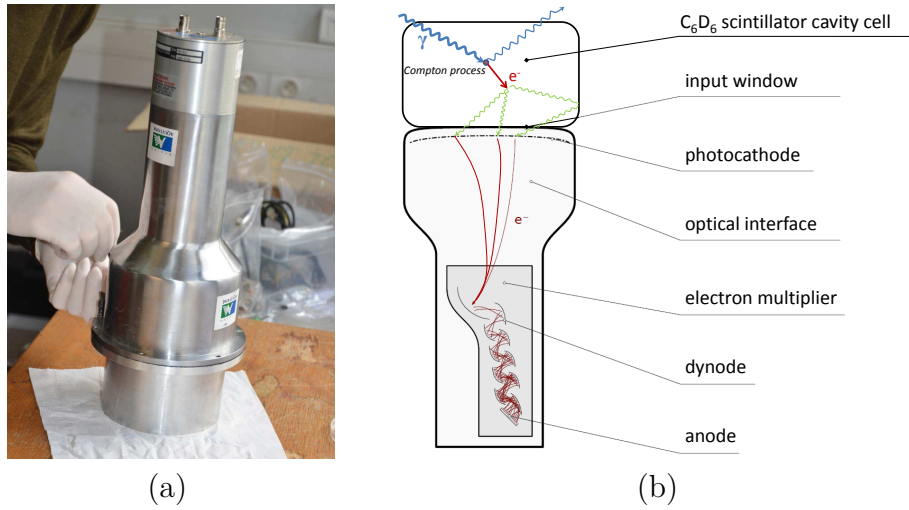 C₆D₆ scintillator cavity cell
γ
Compton process
e⁻
input window
photocathode
optical interface
e⁻
electron multiplier
dynode
anode
(a)
(b)